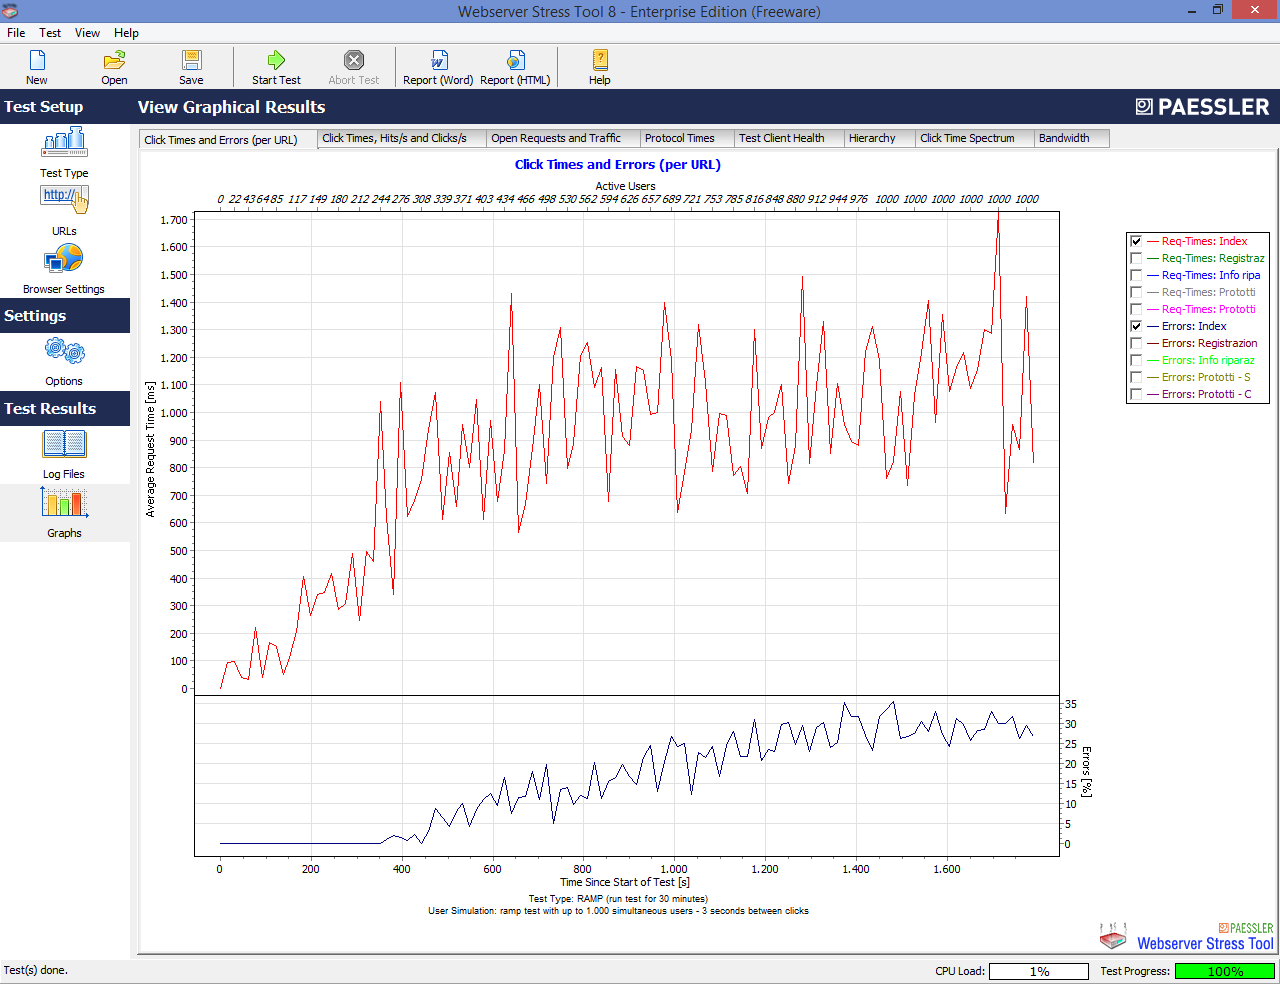 Webserver Stress Tool 8 - Enterprise Edition (Freeware)
File Test View Help
New Open Save Start Test Abort Test Report (Word) Report (HTML) Help
Test Setup
View Graphical Results
PAESSLER
Test Type
http://
URLs
Browser Settings
Settings
Options
Test Results
Log Files
Graphs
Click Times and Errors (per URL) Click Times, Hits/s and Clicks/s Open Requests and Traffic Protocol Times Test Client Health Hierarchy Click Time Spectrum Bandwidth
Click Times and Errors (per URL)
Active Users
0 22 43 64 85 117 149 180 212 244 276 308 339 371 403 434 466 498 530 562 594 626 657 689 721 753 785 816 848 880 912 944 976 1000 1000 1000 1000 1000 1000
Average Request Time [ms]
1.700
1.600
1.500
1.400
1.300
1.200
1.100
1.000
900
800
700
600
500
400
300
200
100
0
35
30
25
20
15
10
5
0
Errors [%]
0 200 400 600 800 1.000 1.200 1.400 1.600
Time Since Start of Test [s]
Test Type: RAMP (run test for 30 minutes)
User Simulation: ramp test with up to 1.000 simultaneous users - 3 seconds between clicks
Req-Times: Index
Req-Times: Registraz
Req-Times: Info ripa
Req-Times: Prototti
Req-Times: Prototti
Errors: Index
Errors: Registrazion
Errors: Info riparaz
Errors: Prototti - S
Errors: Prototti - C
PAESSLER
Webserver Stress Tool
Test(s) done.
CPU Load: 1% Test Progress: 100%